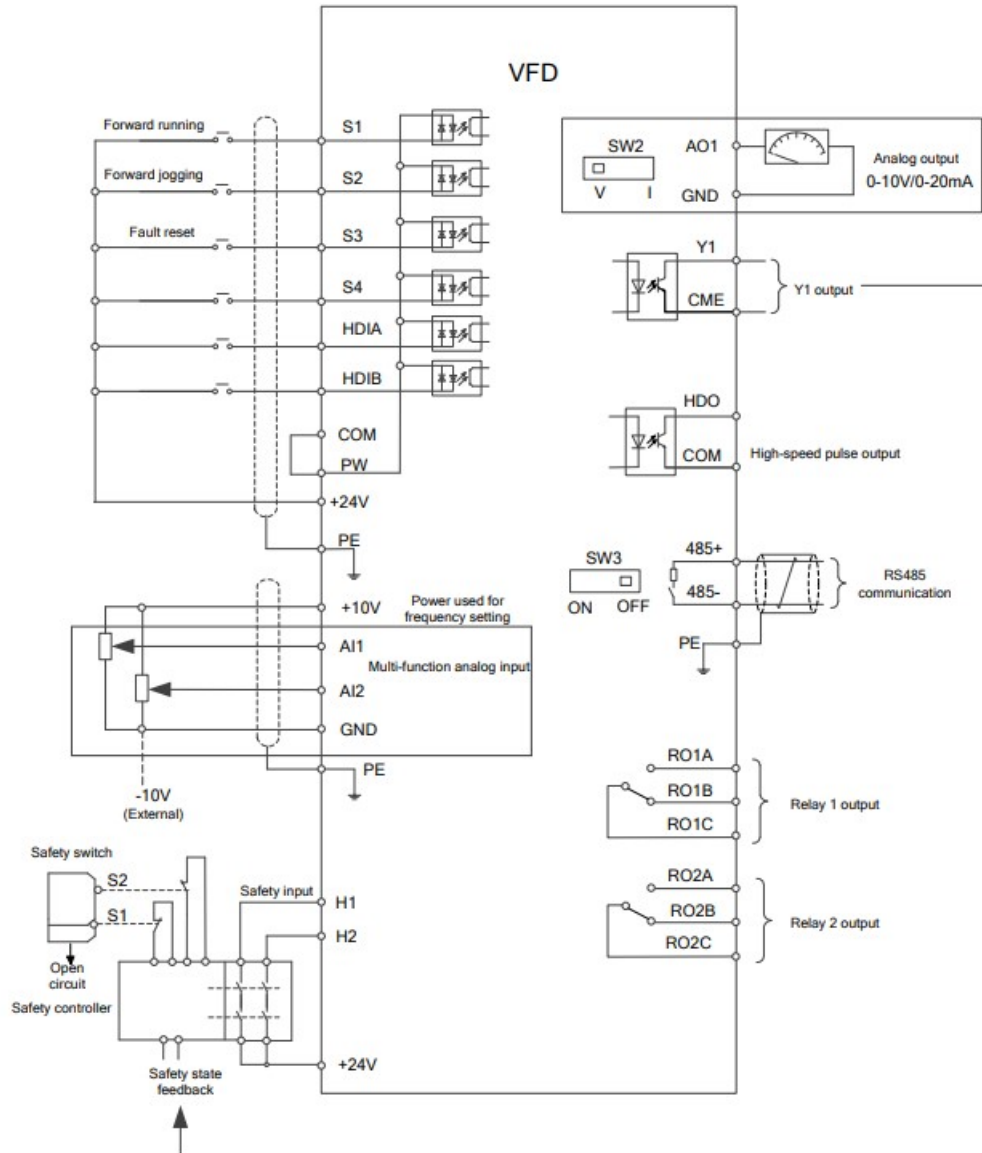 VFD
Forward running
S1
Forward jogging
S2
Fault reset
S3
S4
HDIA
HDIB
COM
PW
+24V
PE
+10V
Power used for
frequency setting
AI1
Multi-function analog input
AI2
GND
PE
-10V
(External)
Safety switch
S2
S1
Open
circuit
Safety controller
Safety input
H1
H2
+24V
Safety state
feedback
SW2
V I
AO1
GND
Analog output
0-10V/0-20mA
Y1
CME
Y1 output
HDO
COM
High-speed pulse output
SW3
ON OFF
485+
485-
PE
RS485
communication
RO1A
RO1B
RO1C
Relay 1 output
RO2A
RO2B
RO2C
Relay 2 output